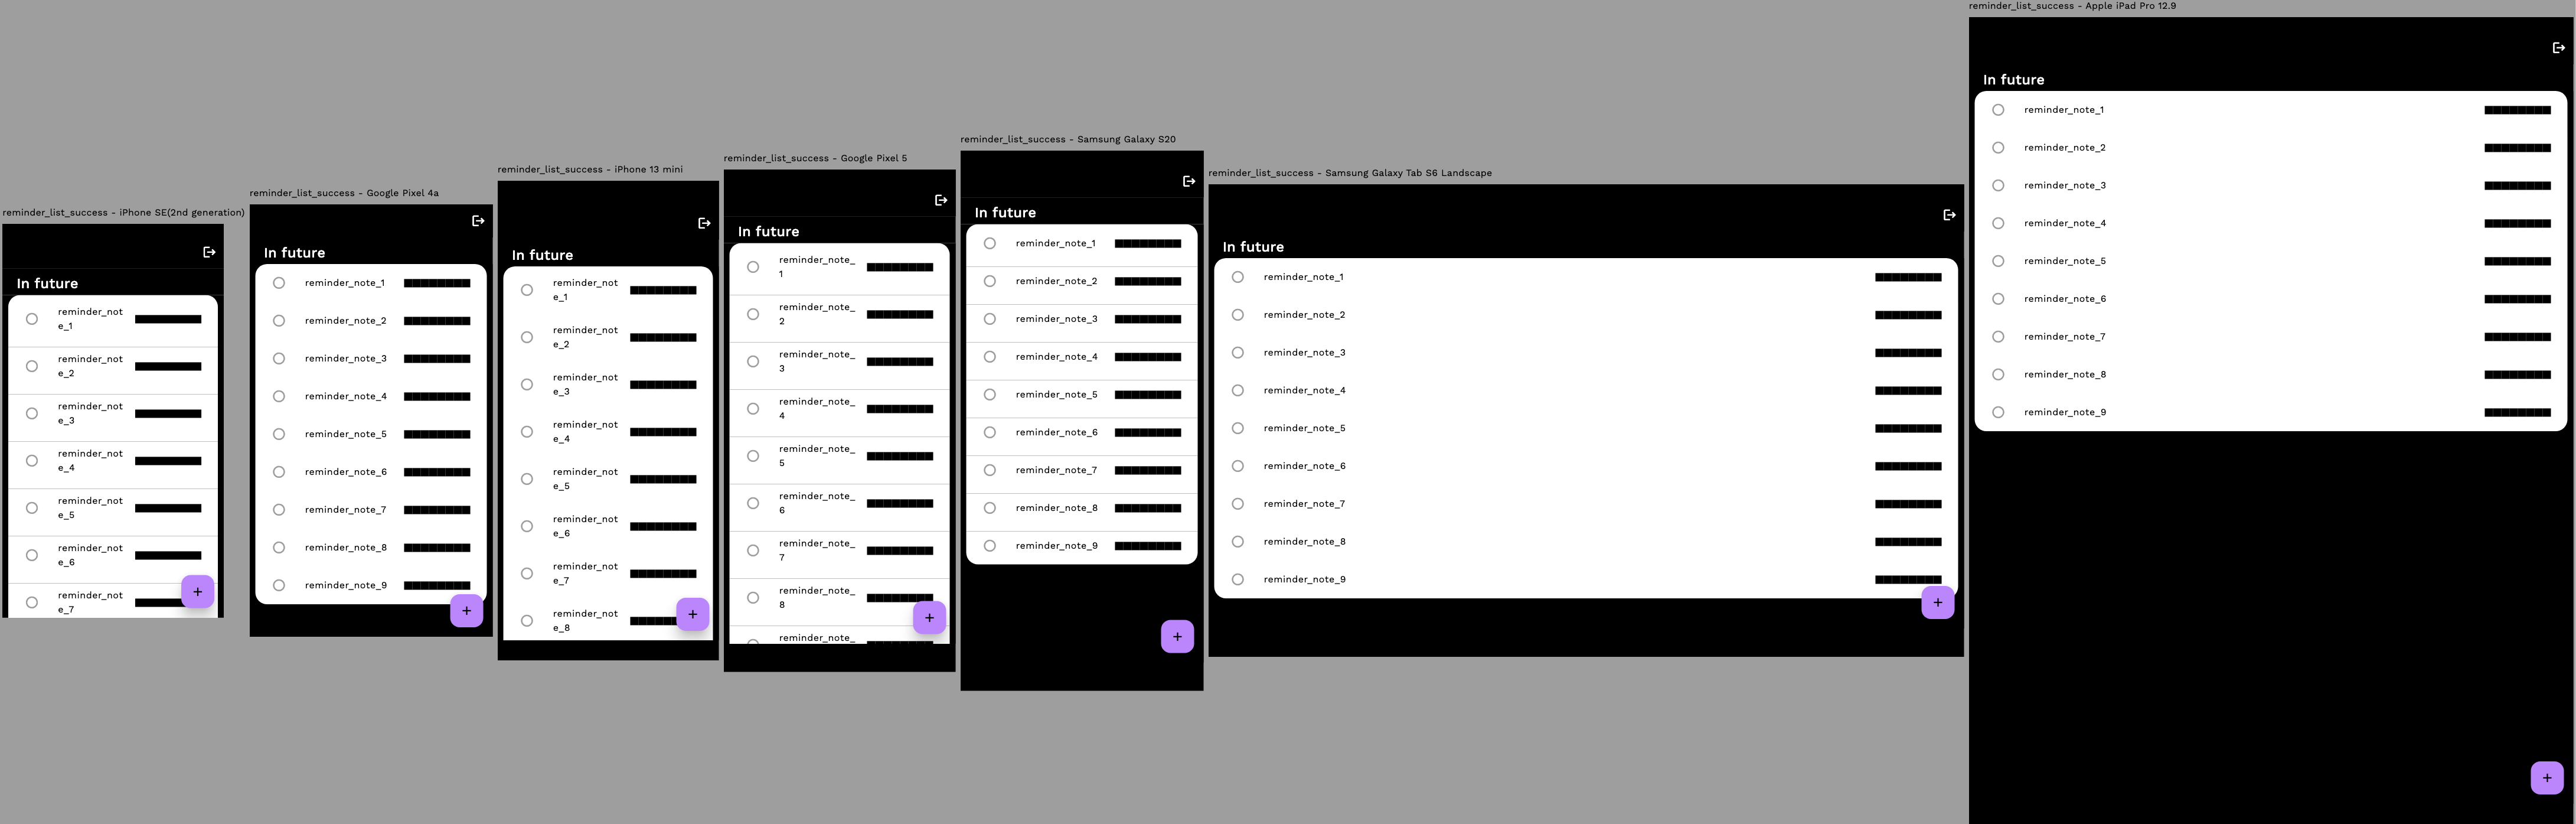 reminder_list_success - iPhone SE(2nd generation)
In future
reminder_not
e_1
reminder_not
e_2
reminder_not
e_3
reminder_not
e_4
reminder_not
e_5
reminder_not
e_6
reminder_not
e_7
reminder_list_success - Google Pixel 4a
In future
reminder_note_1
reminder_note_2
reminder_note_3
reminder_note_4
reminder_note_5
reminder_note_6
reminder_note_7
reminder_note_8
reminder_note_9
reminder_list_success - iPhone 13 mini
In future
reminder_not
e_1
reminder_not
e_2
reminder_not
e_3
reminder_not
e_4
reminder_not
e_5
reminder_not
e_6
reminder_not
e_7
reminder_not
e_8
reminder_list_success - Google Pixel 5
In future
reminder_note_
1
reminder_note_
2
reminder_note_
3
reminder_note_
4
reminder_note_
5
reminder_note_
6
reminder_note_
7
reminder_note_
8
reminder_note_
reminder_list_success - Samsung Galaxy S20
In future
reminder_note_1
reminder_note_2
reminder_note_3
reminder_note_4
reminder_note_5
reminder_note_6
reminder_note_7
reminder_note_8
reminder_note_9
reminder_list_success - Samsung Galaxy Tab S6 Landscape
In future
reminder_note_1
reminder_note_2
reminder_note_3
reminder_note_4
reminder_note_5
reminder_note_6
reminder_note_7
reminder_note_8
reminder_note_9
reminder_list_success - Apple iPad Pro 12.9
In future
reminder_note_1
reminder_note_2
reminder_note_3
reminder_note_4
reminder_note_5
reminder_note_6
reminder_note_7
reminder_note_8
reminder_note_9